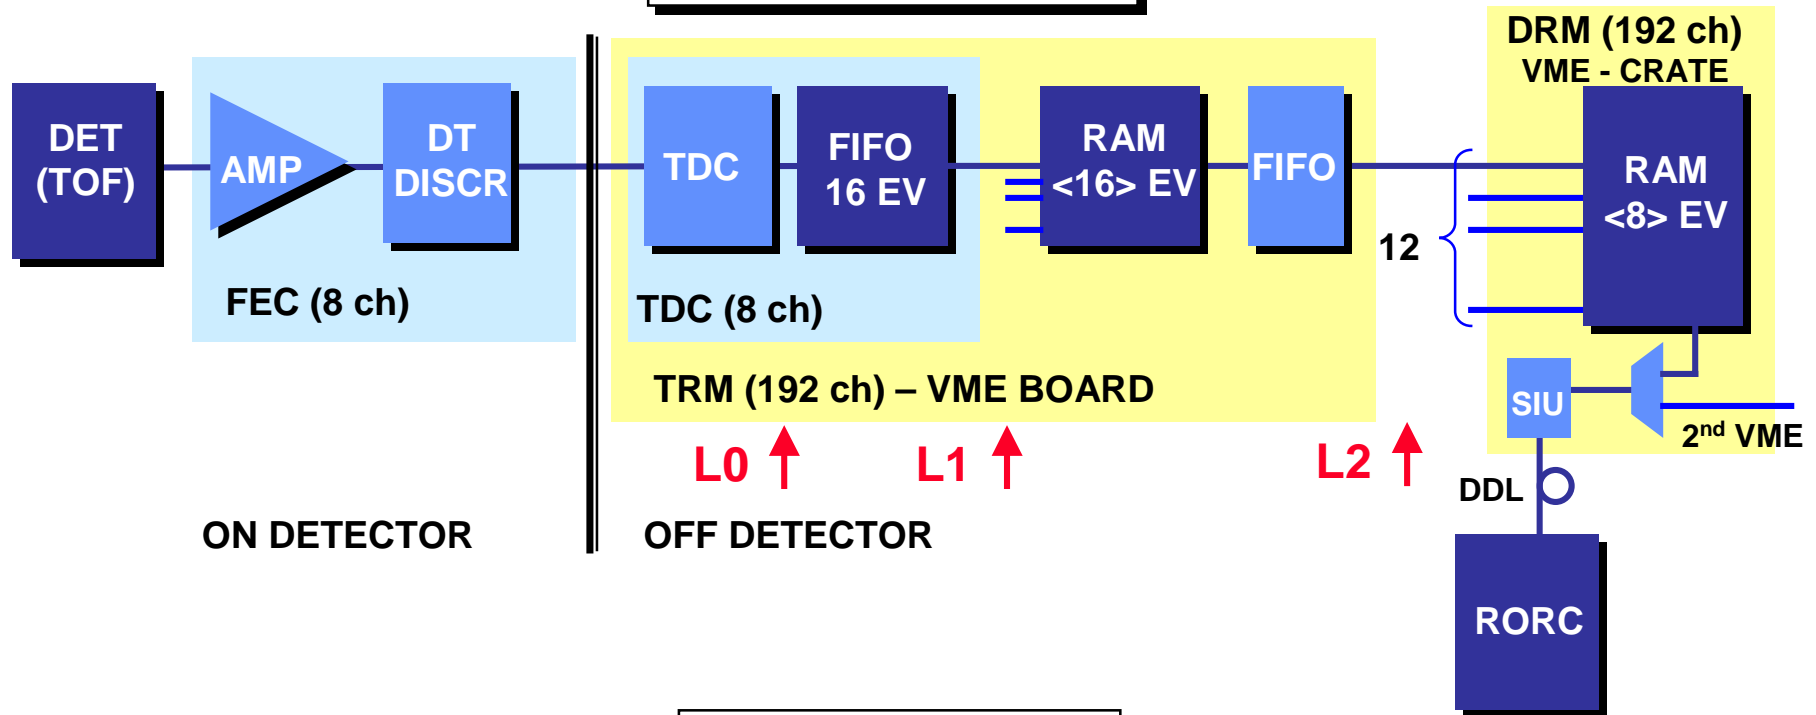 DRM (192 ch)
VME - CRATE
DET
(TOF)
AMP
DT
DISCR
TDC
FIFO
16 EV
RAM
<16> EV
FIFO
RAM
<8> EV
12
FEC (8 ch)
TDC (8 ch)
TRM (192 ch) – VME BOARD
SIU
2nd VME
L0
L1
L2
DDL
ON DETECTOR
OFF DETECTOR
RORC